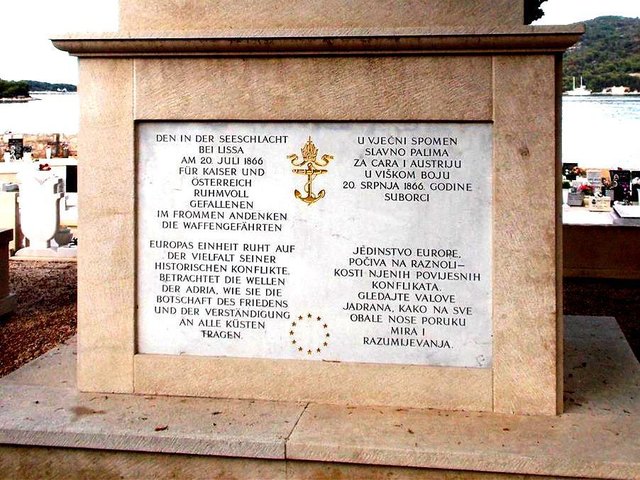 DEN IN DER SEESCHLACHT
BEI LISSA
AM 20. JULI 1866
FÜR KAISER UND
ÖSTERREICH
RUHMVOLL
GEFALLENEN
IM FROMMEN ANDENKEN
DIE WAFFENGEFÄHRTEN
EUROPAS EINHEIT RUHT AUF
DER VIELFALT SEINER
HISTORISCHEN KONFLIKTE.
BETRACHTET DIE WELLEN
DER ADRIA, WIE SIE DIE
BOTSCHAFT DES FRIEDENS
UND DER VERSTÄNDIGUNG
AN ALLE KÜSTEN
TRAGEN.
U VJEČNI SPOMEN
SLAVNO PALIMA
ZA CARA I AUSTRIJU
U VIŠKOM BOJU
20. SRPNJA 1866. GODINE
SUBORCI
JEDINSTVO EUROPE,
POČIVA NA RAZNOLI-
KOSTI NJENIH POVIJESNIH
KONFLIKATA.
GLEDAJTE VALOVE
JADRANA, KAKO NA SVE
OBALE NOSE PORUKU
MIRA I
RAZUMIJEVANJA.